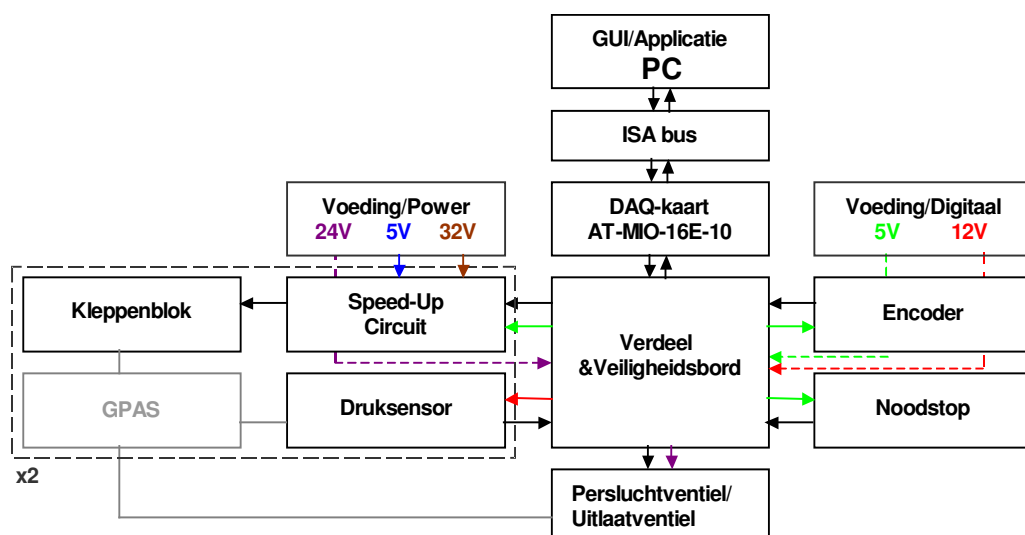 GUI/Applicatie
PC
ISA bus
Voeding/Power
24V 5V 32V
DAQ-kaart
AT-MIO-16E-10
Voeding/Digitaal
5V 12V
Kleppenblok
Speed-Up
Circuit
Verdeel
&Veiligheidsbord
Encoder
GPAS
Druksensor
Noodstop
x2
Persluchtventiel/
Uitlaatventiel